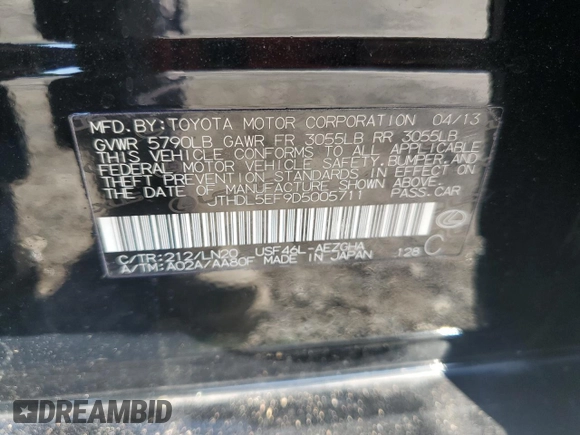 MFD. BY: TOYOTA MOTOR CORPORATION 04/13
GVWR 5790LB GAWR FR 3055LB RR 3055LB
THIS VEHICLE CONFORMS TO ALL APPLICABLE
FEDERAL MOTOR VEHICLE SAFETY, BUMPER, AND
THEFT PREVENTION STANDARDS IN EFFECT ON
THE DATE OF MANUFACTURE SHOWN ABOVE.
JTHDL5EF9D5005711 PASS.CAR
C/TR:212/LN20 USF46L-AEZGHA
A/TM:A02A/AA80F MADE IN JAPAN 128 C
DREAMBID